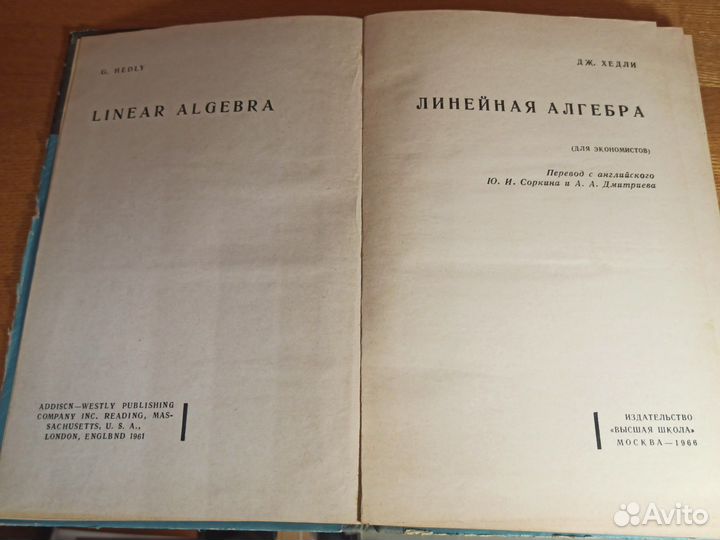 G. HEDLY
LINEAR ALGEBRA
ADDISCN—WESTLY PUBLISHING
COMPANY INC. READING, MAS-
SACHUSETTS, U. S. A.,
LONDON, ENGLBND 1961
ДЖ. ХЕДЛИ
ЛИНЕЙНАЯ АЛГЕБРА
(ДЛЯ ЭКОНОМИСТОВ)
Перевод с английского
Ю. И. Соркина и А. А. Дмитриева
ИЗДАТЕЛЬСТВО
«ВЫСШАЯ ШКОЛА»
МОСКВА—1966
Avito